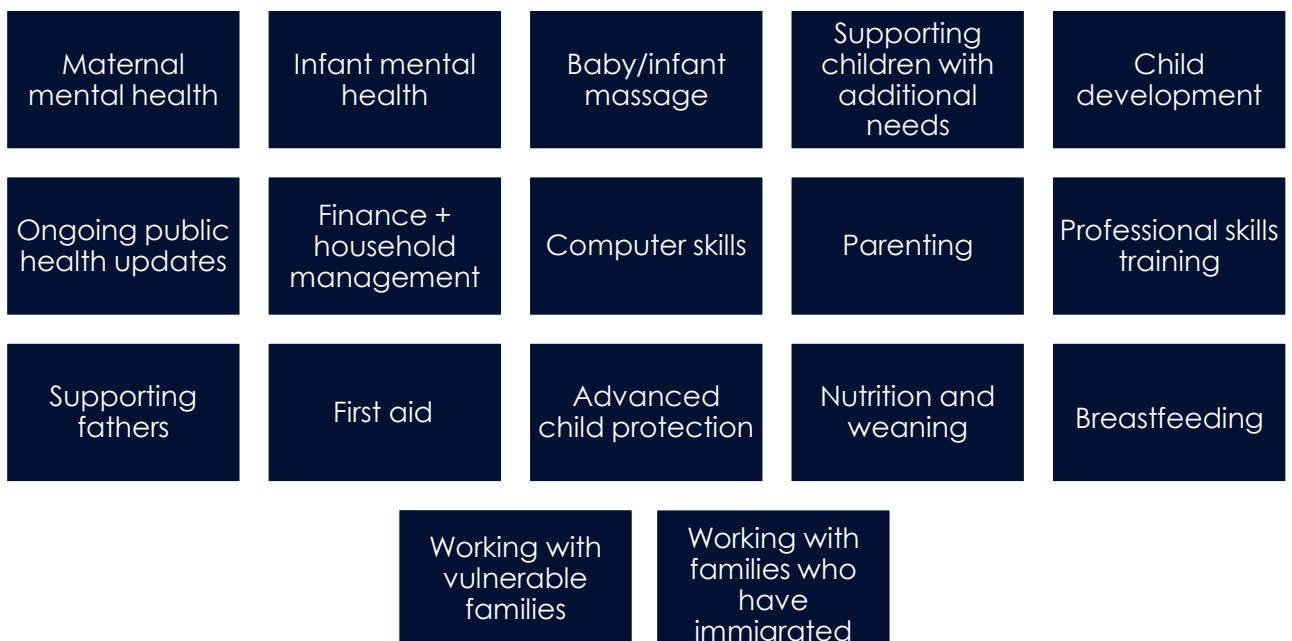 Maternal
mental health
Infant mental
health
Baby/infant
massage
Supporting
children with
additional
needs
Child
development
Ongoing public
health updates
Finance +
household
management
Computer skills
Parenting
Professional skills
training
Supporting
fathers
First aid
Advanced
child protection
Nutrition and
weaning
Breastfeeding
Working with
vulnerable
families
Working with
families who
have
immigrated